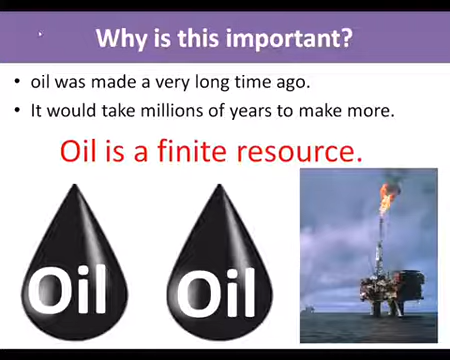 Why is this important?
• oil was made a very long time ago.
• It would take millions of years to make more.
Oil is a finite resource.
Oil Oil